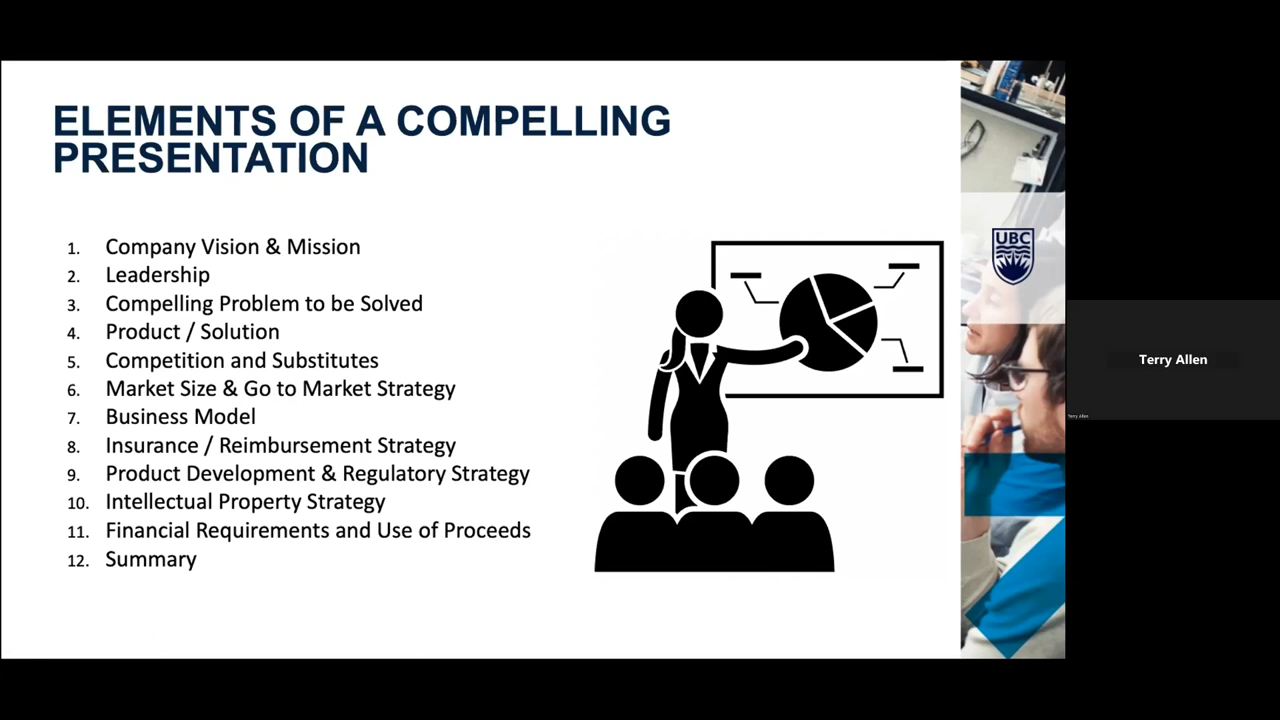 ELEMENTS OF A COMPELLING
PRESENTATION
1. Company Vision & Mission
2. Leadership
3. Compelling Problem to be Solved
4. Product / Solution
5. Competition and Substitutes
6. Market Size & Go to Market Strategy
7. Business Model
8. Insurance / Reimbursement Strategy
9. Product Development & Regulatory Strategy
10. Intellectual Property Strategy
11. Financial Requirements and Use of Proceeds
12. Summary
UBC
Terry Allen
Terry Allen